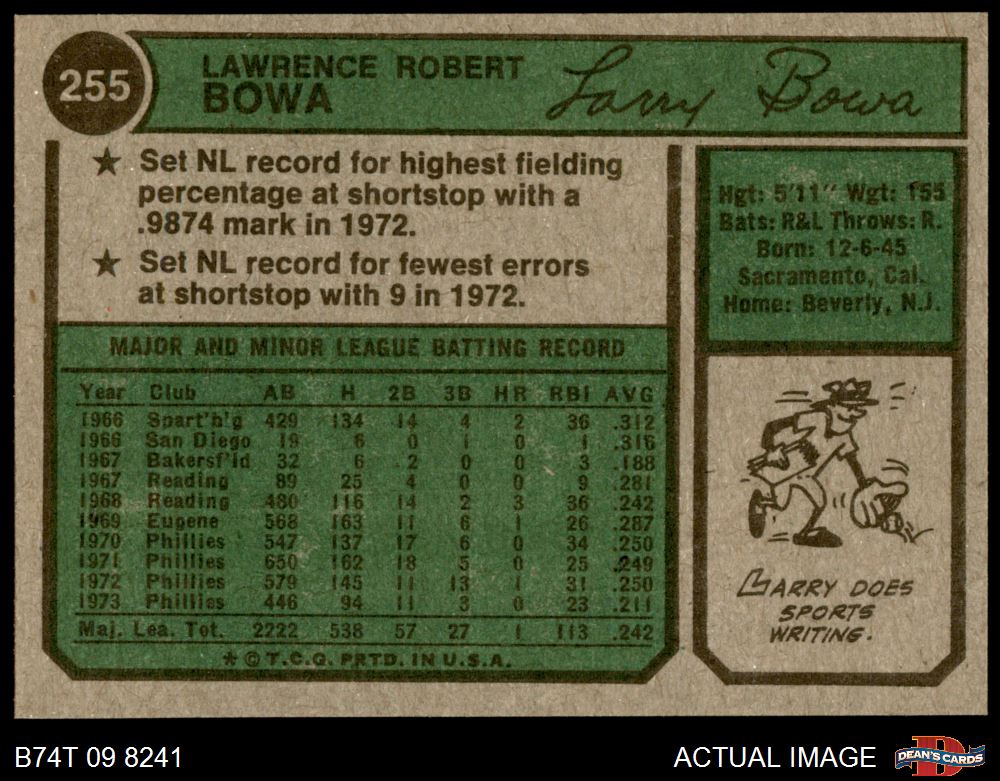 255
LAWRENCE ROBERT
BOWA
Larry Bowa
★ Set NL record for highest fielding
percentage at shortstop with a
.9874 mark in 1972.
★ Set NL record for fewest errors
at shortstop with 9 in 1972.
Hgt: 5'11" Wgt: 155
Bats: R&L Throws: R.
Born: 12-6-45
Sacramento, Cal.
Home: Beverly, N.J.
MAJOR AND MINOR LEAGUE BATTING RECORD
Year Club AB H 2B 3B HR RBI AVG
1966 Spart'b'g 429 134 14 4 2 36 .312
1966 San Diego 19 6 0 1 0 1 .316
1967 Bakersf'ld 32 6 2 0 0 3 .188
1967 Reading 89 25 4 0 0 9 .281
1968 Reading 480 116 14 2 3 36 .242
1969 Eugene 568 163 11 6 1 26 .287
1970 Phillies 547 137 17 6 0 34 .250
1971 Phillies 650 162 18 5 0 25 .249
1972 Phillies 579 145 11 13 1 31 .250
1973 Phillies 446 94 11 3 0 23 .211
Maj. Lea. Tot. 2222 538 57 27 1 113 .242
* © T.C.G. PRTD. IN U.S.A.
LARRY DOES
SPORTS
WRITING.
B74T 09 8241
ACTUAL IMAGE
D
DEAN'S CARDS